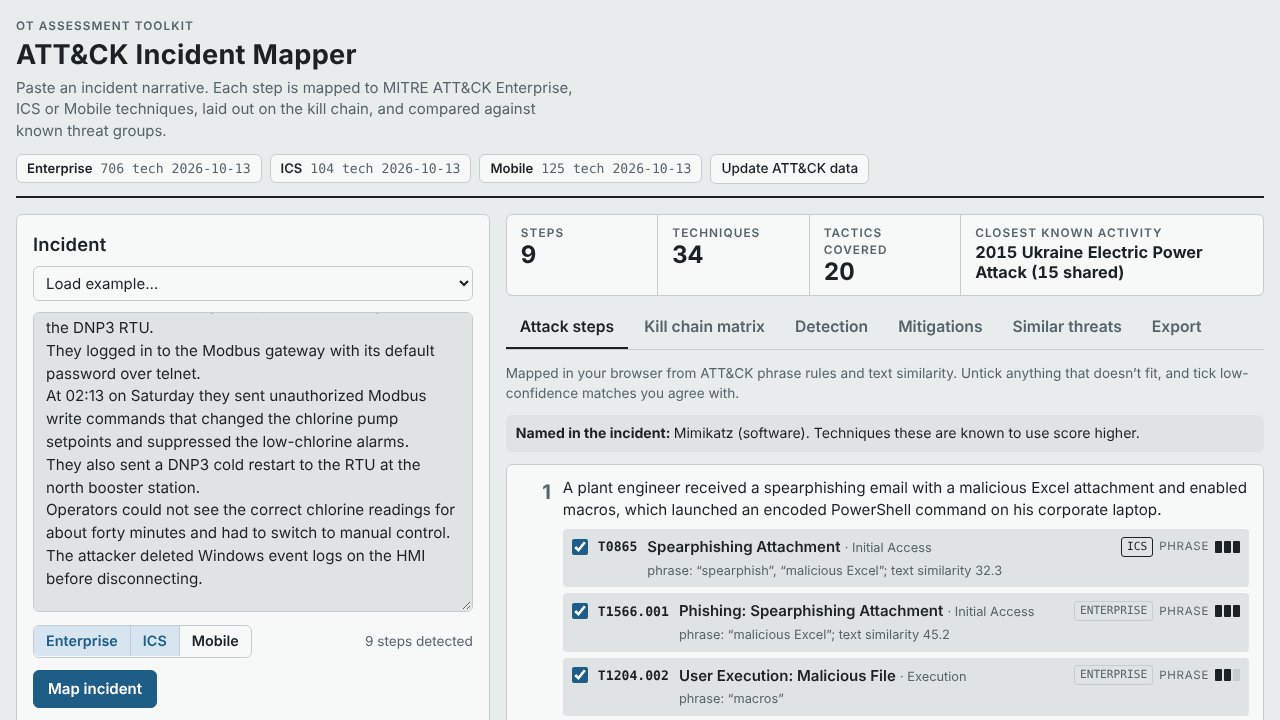 OT ASSESSMENT TOOLKIT
ATT&CK Incident Mapper
Paste an incident narrative. Each step is mapped to MITRE ATT&CK Enterprise,
ICS or Mobile techniques, laid out on the kill chain, and compared against
known threat groups.
Enterprise 706 tech 2026-10-13
ICS 104 tech 2026-10-13
Mobile 125 tech 2026-10-13
Update ATT&CK data
Incident
Load example...
the DNP3 RTU.
They logged in to the Modbus gateway with its default
password over telnet.
At 02:13 on Saturday they sent unauthorized Modbus
write commands that changed the chlorine pump
setpoints and suppressed the low-chlorine alarms.
They also sent a DNP3 cold restart to the RTU at the
north booster station.
Operators could not see the correct chlorine readings for
about forty minutes and had to switch to manual control.
The attacker deleted Windows event logs on the HMI
before disconnecting.
Enterprise
ICS
Mobile
9 steps detected
Map incident
STEPS
9
TECHNIQUES
34
TACTICS
COVERED
20
CLOSEST KNOWN ACTIVITY
2015 Ukraine Electric Power
Attack (15 shared)
Attack steps
Kill chain matrix
Detection
Mitigations
Similar threats
Export
Mapped in your browser from ATT&CK phrase rules and text similarity. Untick anything that doesn’t fit, and tick low-
confidence matches you agree with.
Named in the incident: Mimikatz (software). Techniques these are known to use score higher.
1
A plant engineer received a spearphishing email with a malicious Excel attachment and enabled
macros, which launched an encoded PowerShell command on his corporate laptop.
T0865 Spearphishing Attachment · Initial Access ICS PHRASE
phrase: “spearphish”, “malicious Excel”; text similarity 32.3
T1566.001 Phishing: Spearphishing Attachment · Initial Access ENTERPRISE PHRASE
phrase: “malicious Excel”; text similarity 45.2
T1204.002 User Execution: Malicious File · Execution ENTERPRISE PHRASE
phrase: “macros”